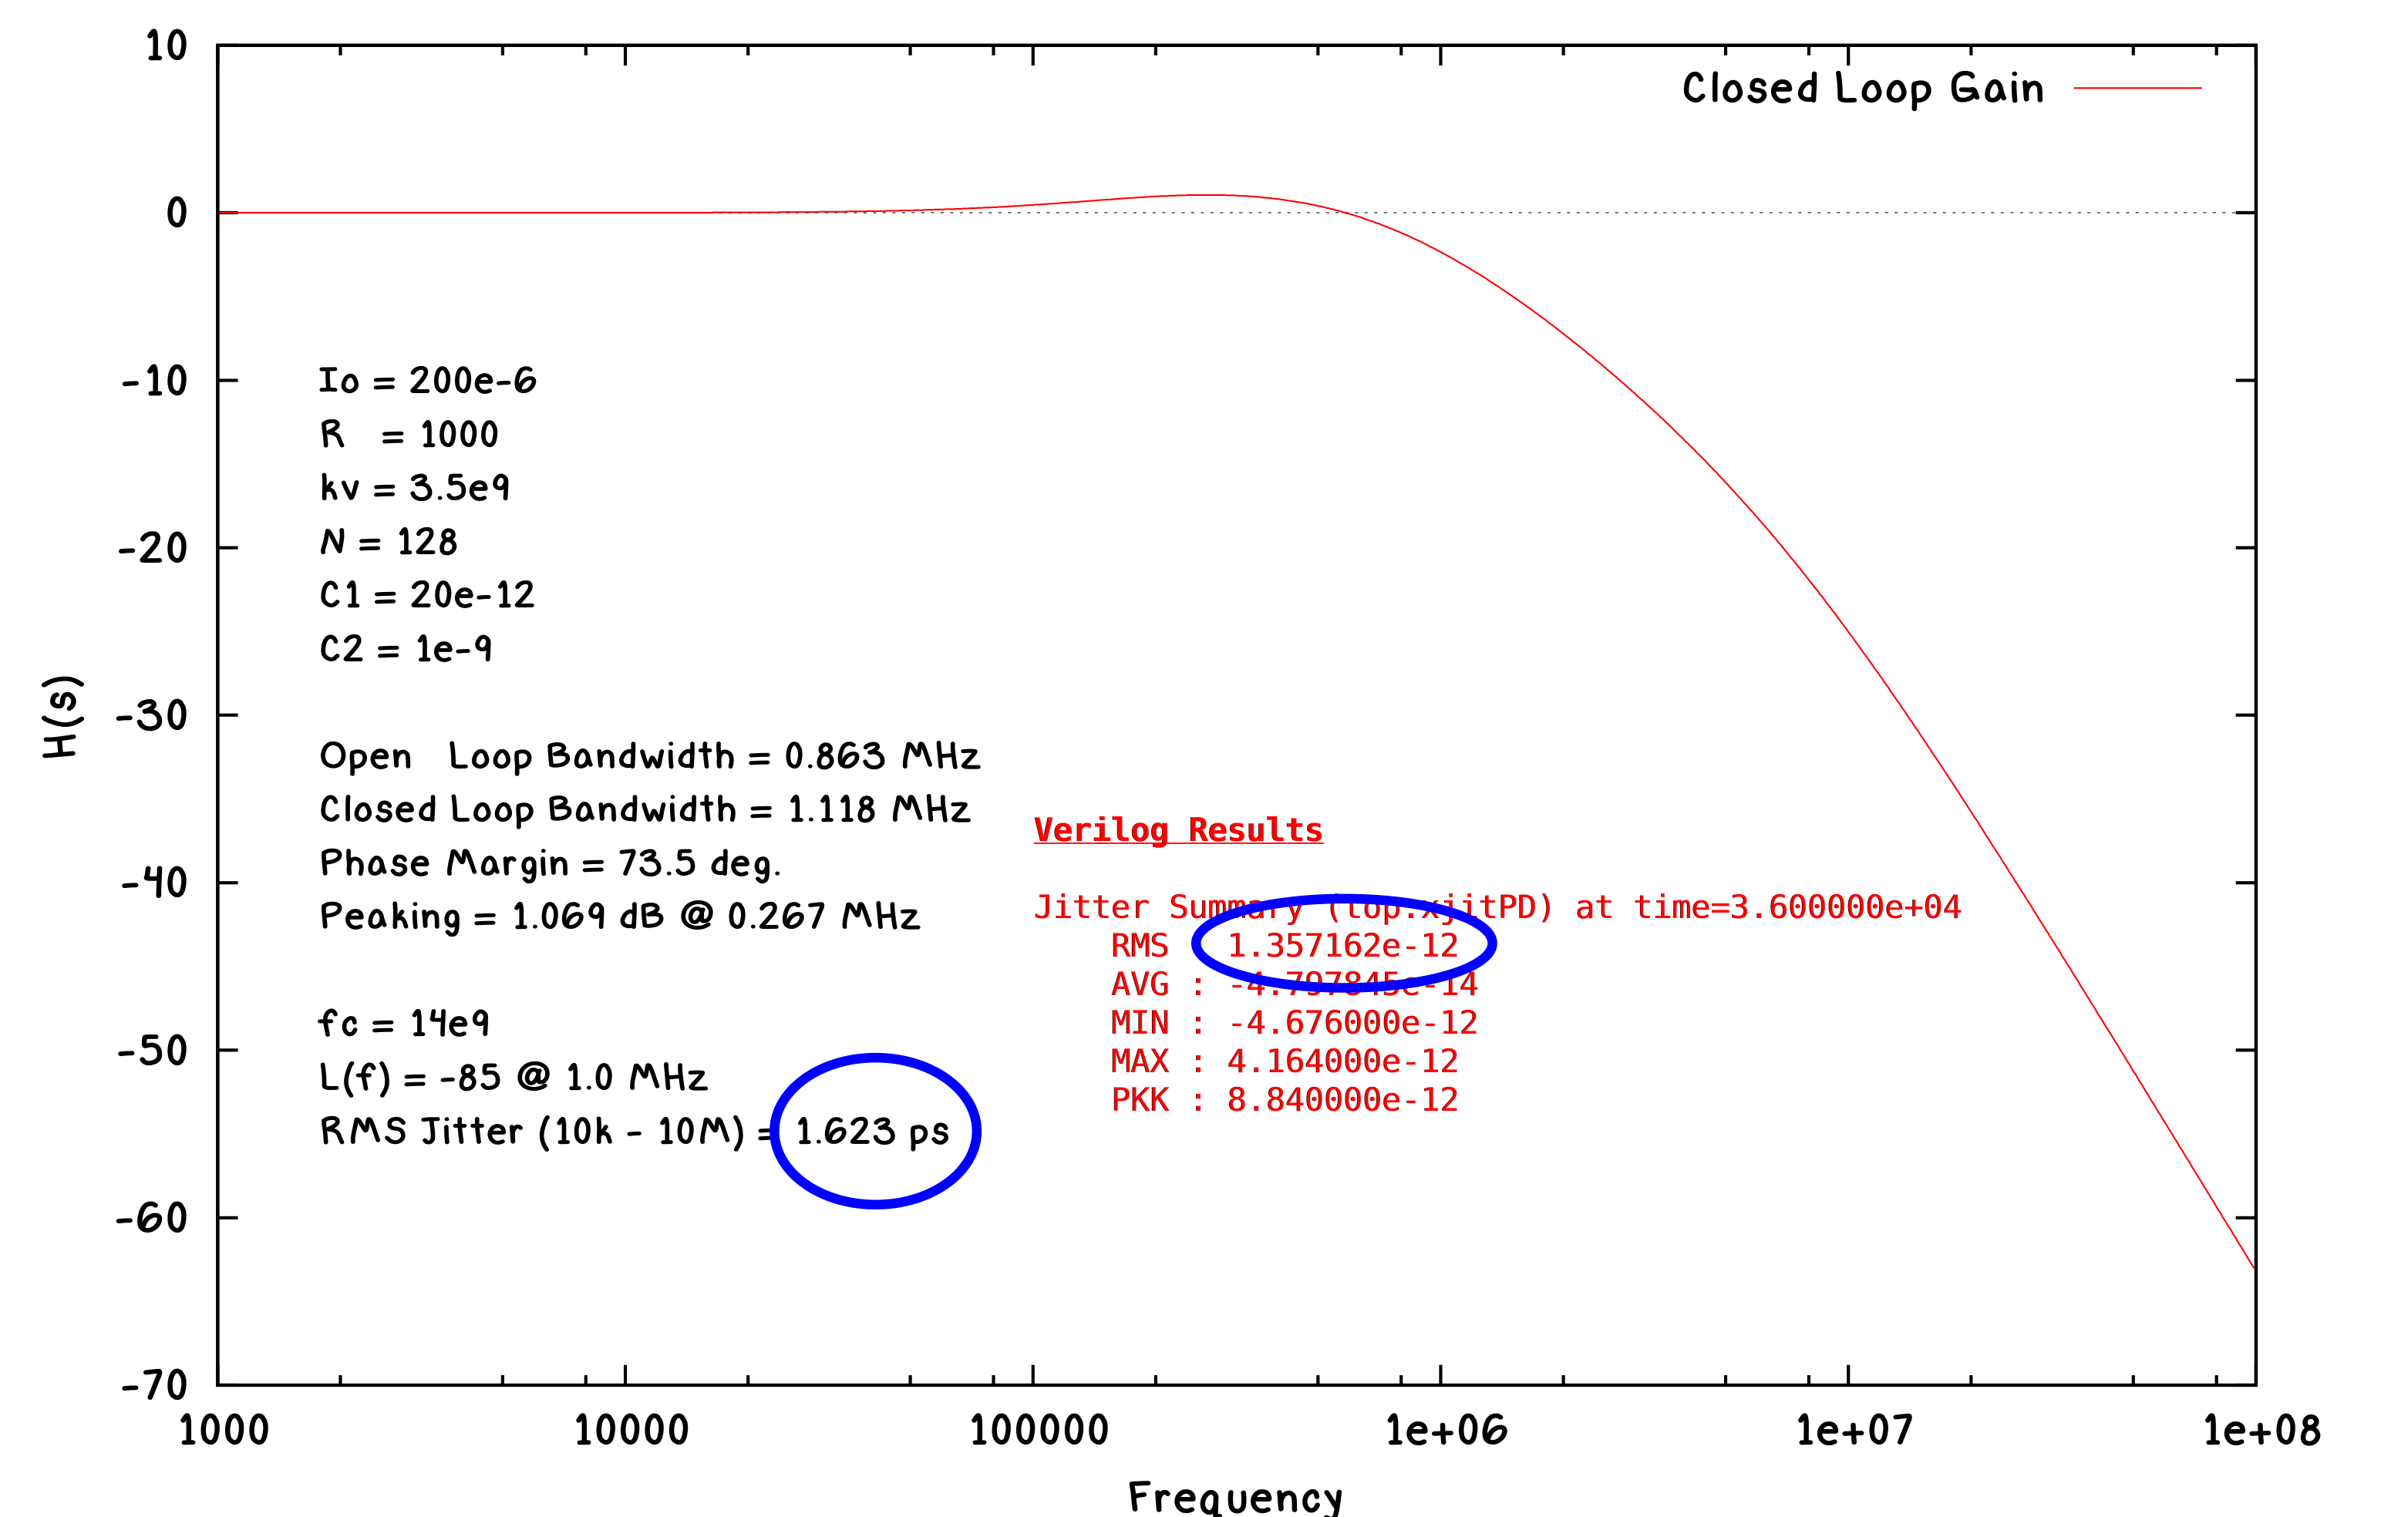 10
Closed Loop Gain
0
-10
Io = 200e-6
R = 1000
kv = 3.5e9
N = 128
-20
C1 = 20e-12
C2 = 1e-9
H(s)
-30
Open Loop Bandwidth = 0.863 MHz
Closed Loop Bandwidth = 1.118 MHz
Phase Margin = 73.5 deg.
Peaking = 1.069 dB @ 0.267 MHz
-40
Verilog Results
Jitter Summary (top.xjitPD) at time=3.600000e+04
RMS 1.357162e-12
AVG : -4.797845e-14
MIN : -4.676000e-12
MAX : 4.164000e-12
PKK : 8.840000e-12
fc = 14e9
-50
L(f) = -85 @ 1.0 MHz
RMS Jitter (10k - 10M) = 1.623 ps
-60
-70
1000 10000 100000 1e+06 1e+07 1e+08
Frequency